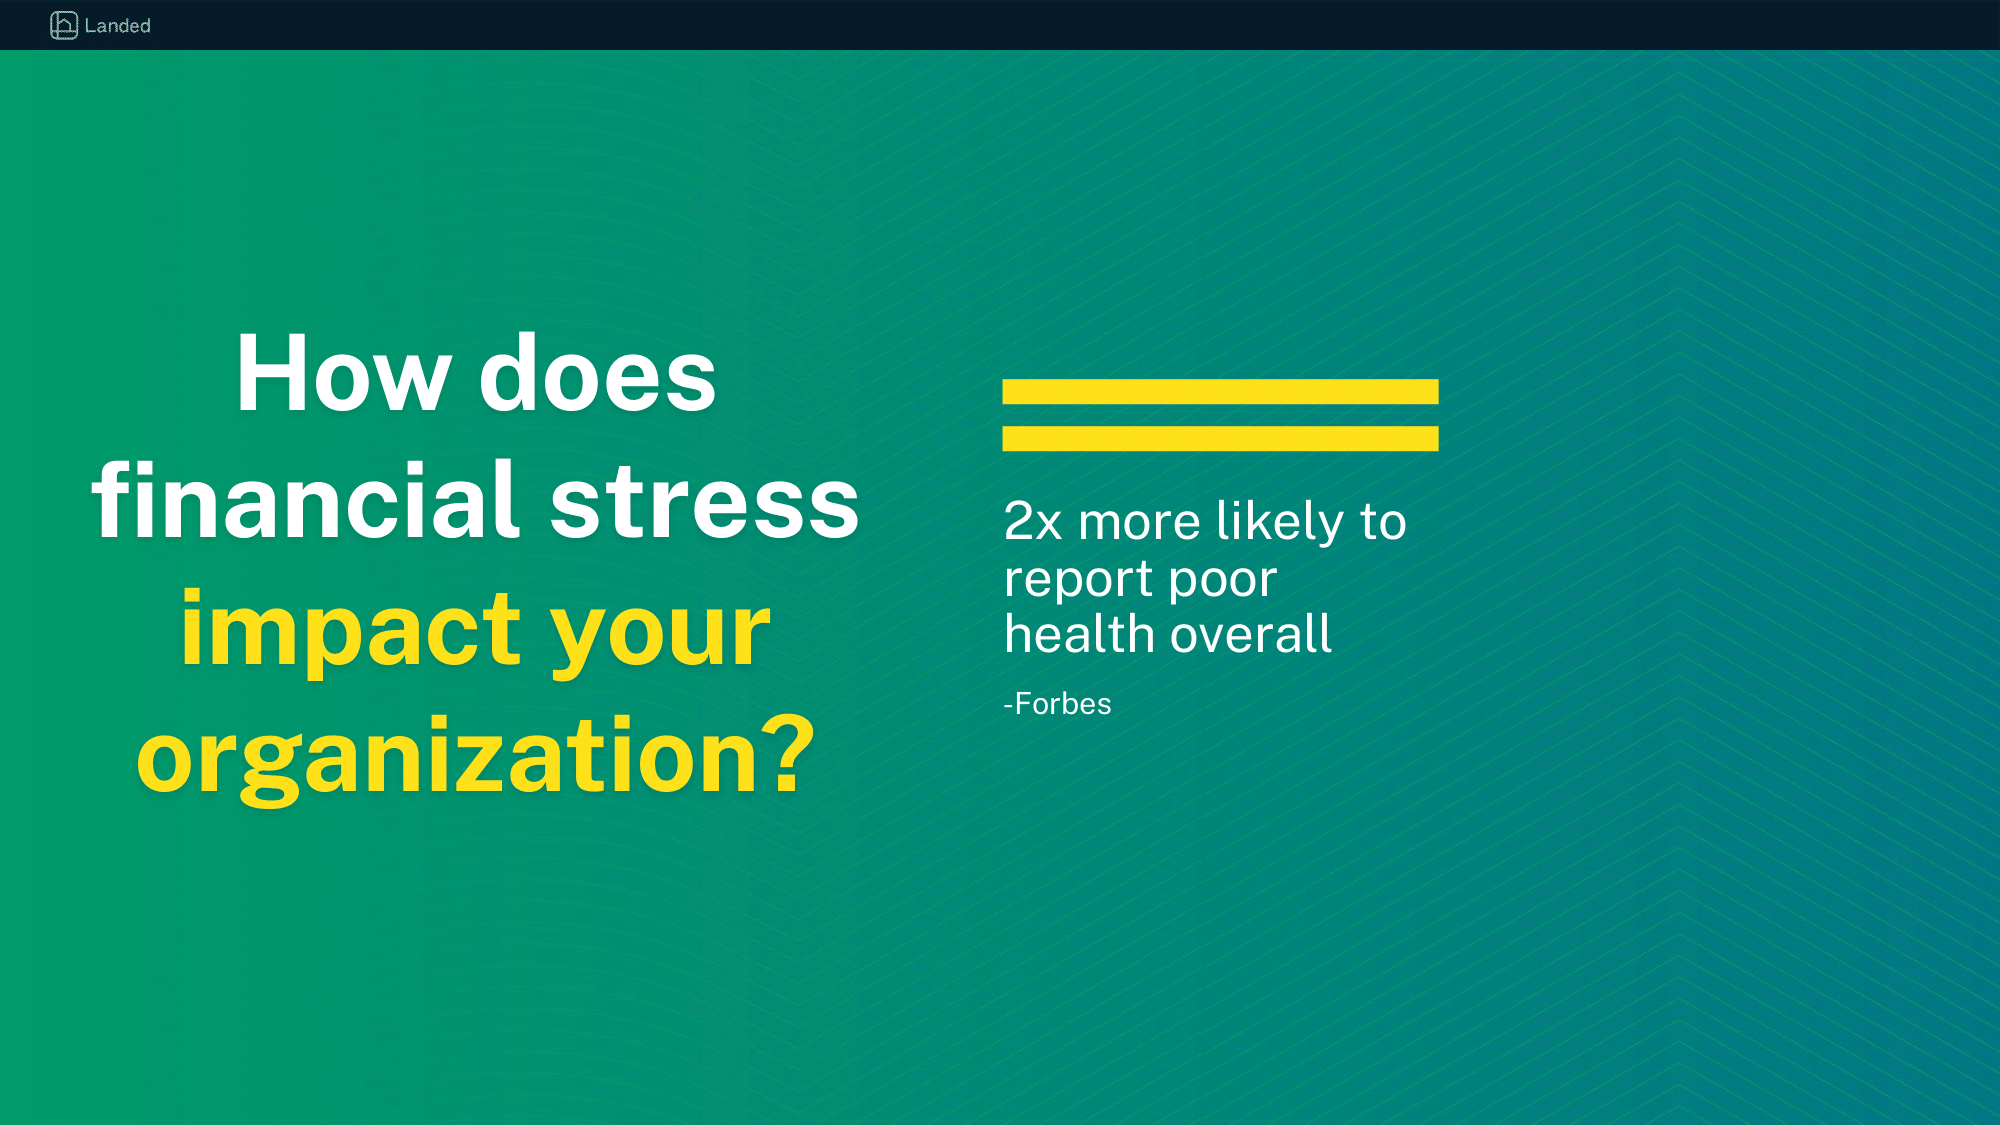 Landed
How does
financial stress
impact your
organization?
2x more likely to
report poor
health overall
-Forbes